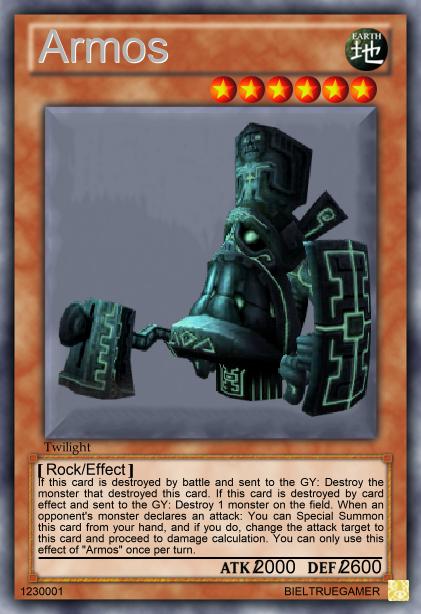 Armos
EARTH
地
Twilight
[ Rock/Effect ]
If this card is destroyed by battle and sent to the GY: Destroy the
monster that destroyed this card. If this card is destroyed by card
effect and sent to the GY: Destroy 1 monster on the field. When an
opponent's monster declares an attack: You can Special Summon
this card from your hand, and if you do, change the attack target to
this card and proceed to damage calculation. You can only use this
effect of "Armos" once per turn.
ATK 2000 DEF 2600
1230001 BIELTRUEGAMER